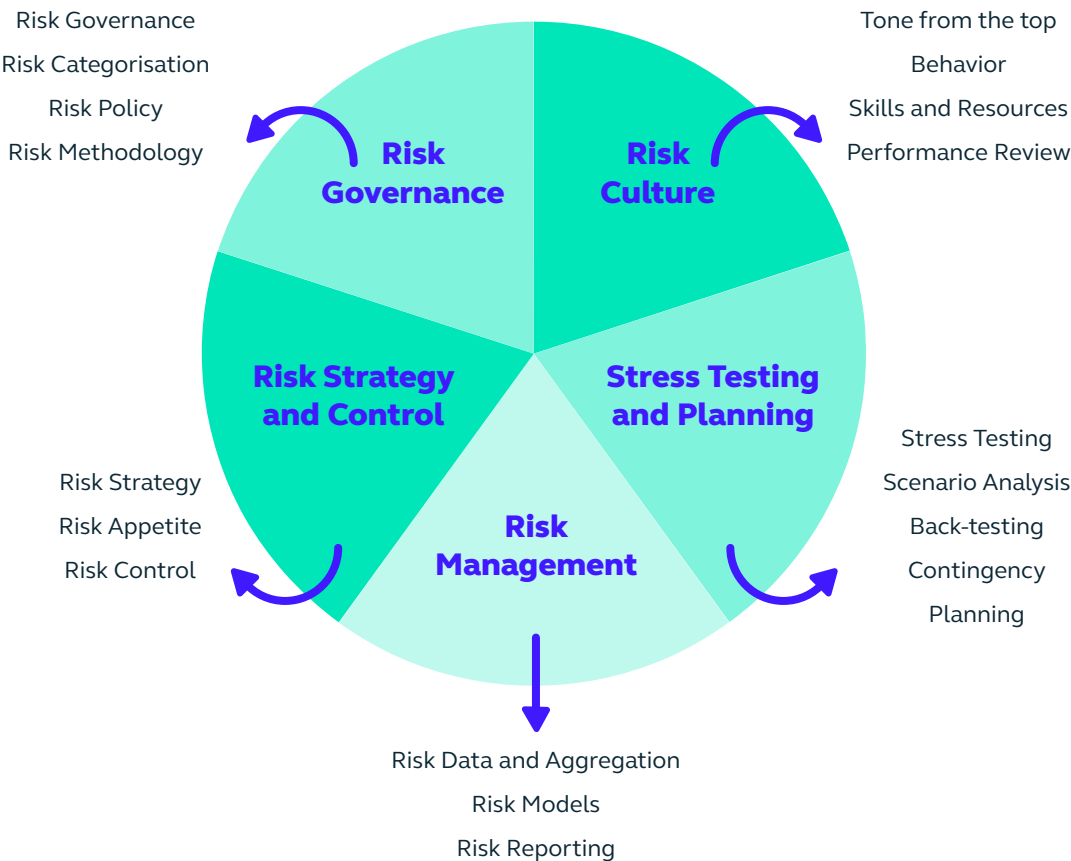 Risk Governance
Risk Categorisation
Risk Policy
Risk Methodology
Tone from the top
Behavior
Skills and Resources
Performance Review
Risk
Governance
Risk
Culture
Risk Strategy
and Control
Stress Testing
and Planning
Risk
Management
Risk Strategy
Risk Appetite
Risk Control
Stress Testing
Scenario Analysis
Back-testing
Contingency
Planning
Risk Data and Aggregation
Risk Models
Risk Reporting